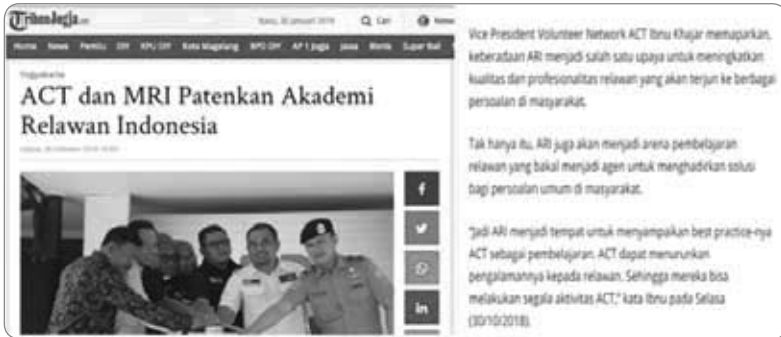 TribunJogja.com
Rabu, 30 Januari 2019
Cari
Home News Pemilu DIY KPU DIY Kota Magelang BPD DIY AP 1 Jogja Jawa Bisnis Super Ball
Yogyakarta
ACT dan MRI Patenkan Akademi
Relawan Indonesia
Vice President Volunteer Network ACT Ibnu Khajar memaparkan,
keberadaan ARI menjadi salah satu upaya untuk meningkatkan
kualitas dan profesionalitas relawan yang akan terjun ke berbagai
persoalan di masyarakat.
Tak hanya itu, ARI juga akan menjadi arena pembelajaran
relawan yang bakal menjadi agen untuk menghadirkan solusi
bagi persoalan umum di masyarakat.
"Jadi ARI menjadi tempat untuk menyampaikan best practice-nya
ACT sebagai pembelajaran. ACT dapat menurunkan
pengalamannya kepada relawan. Sehingga mereka bisa
melakukan segala aktivitas ACT," kata Ibnu pada Selasa
(30/10/2018).